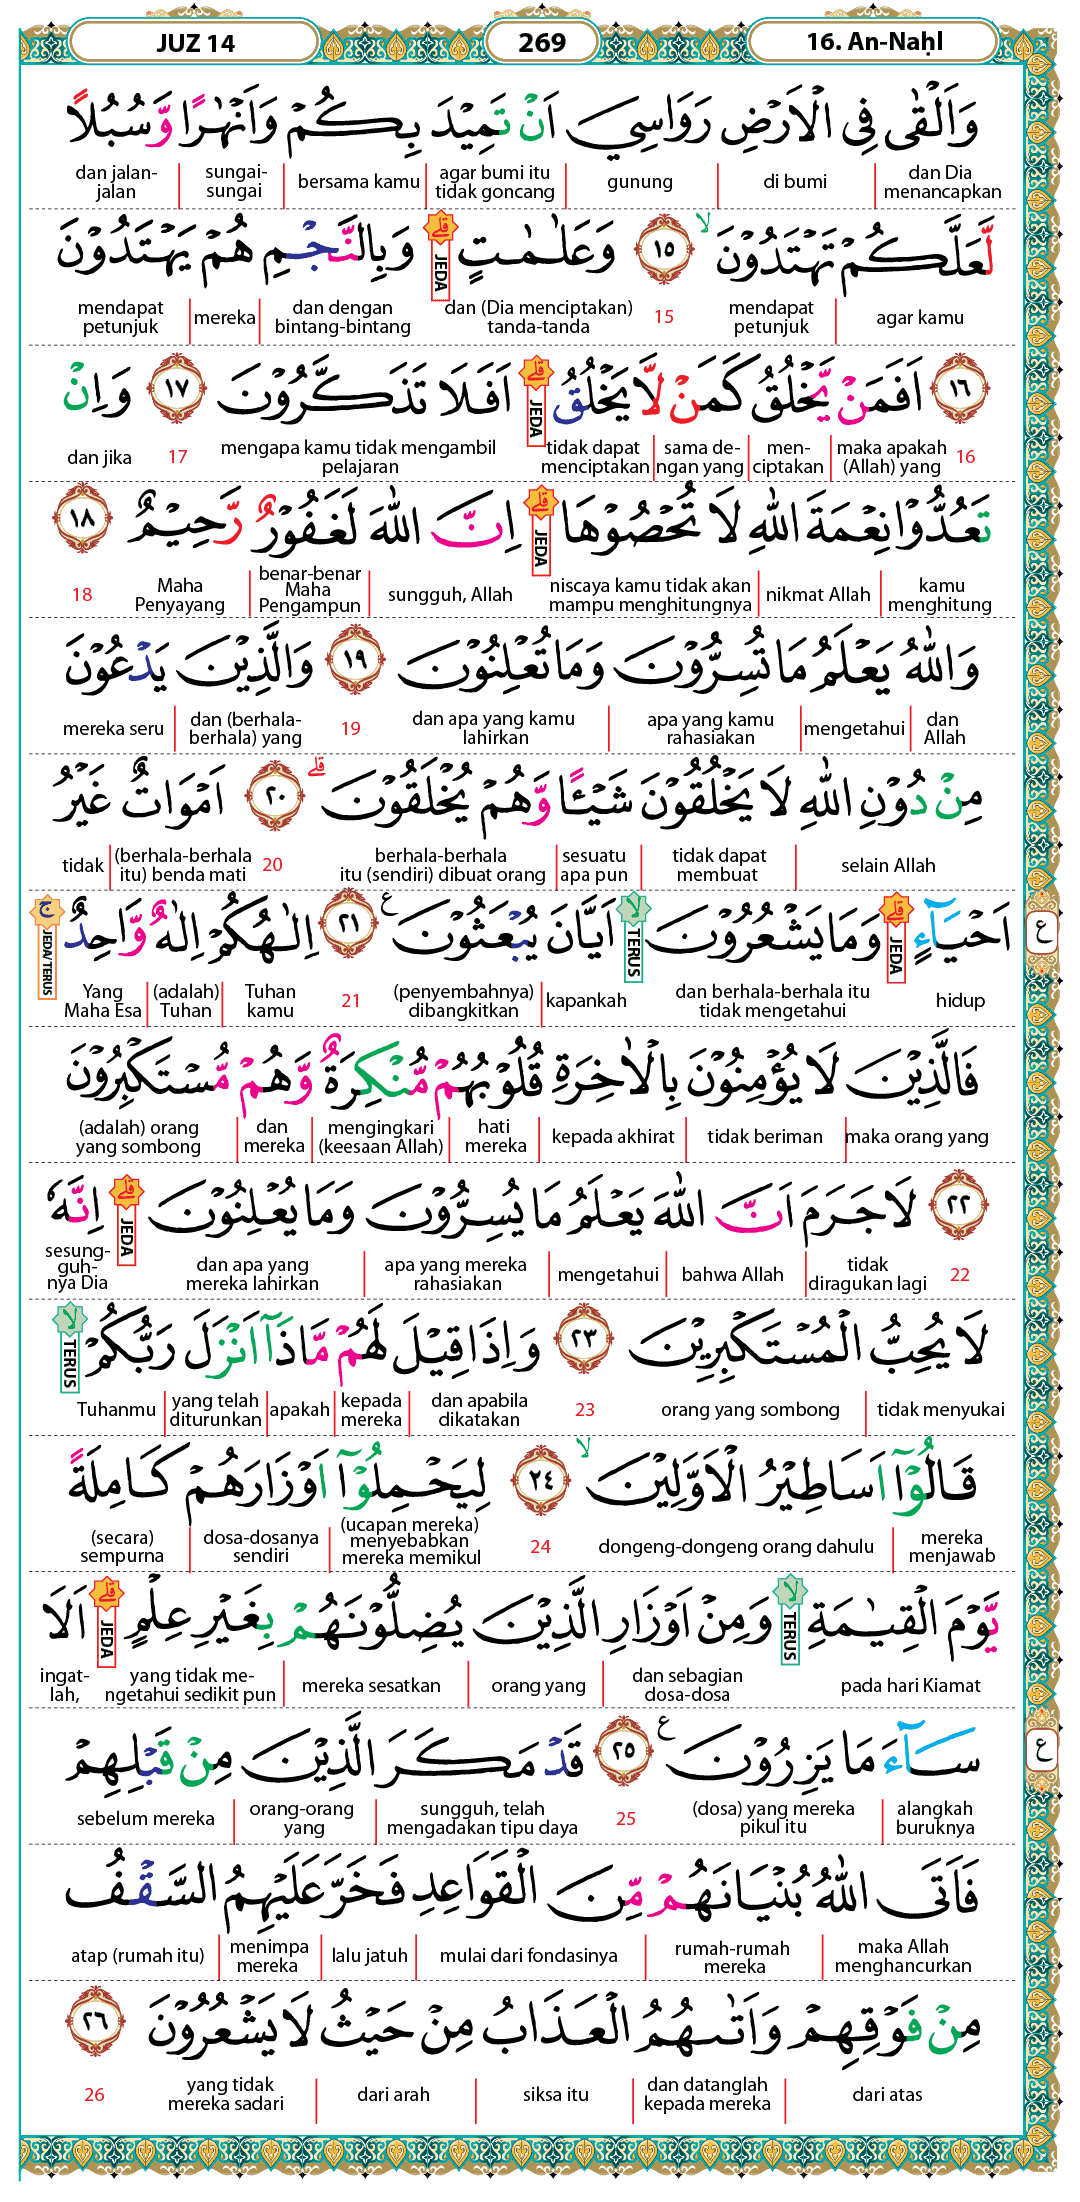 JUZ 14
269
16. An-Naḥl
وَاَلْقٰى فِى الْاَرْضِ رَوَاسِيَ اَنْ تَمِيْدَ بِكُمْ وَاَنْهٰرًا وَّسُبُلًا
dan Dia menancapkan | di bumi | gunung | agar bumi itu tidak goncang | bersama kamu | sungai-sungai | dan jalan-jalan
لَّعَلَّكُمْ تَهْتَدُوْنَ ۙ ١٥ وَعَلٰمٰتٍ ۗ JEDA وَبِالنَّجْمِ هُمْ يَهْتَدُوْنَ
agar kamu | mendapat petunjuk 15 dan (Dia menciptakan) tanda-tanda dan dengan bintang-bintang | mereka | mendapat petunjuk
١٦ اَفَمَنْ يَّخْلُقُ كَمَنْ لَّا يَخْلُقُ ۗ JEDA اَفَلَا تَذَكَّرُوْنَ ١٧ وَاِنْ
16 maka apakah (Allah) yang | men-ciptakan | sama de-ngan yang | tidak dapat menciptakan mengapa kamu tidak mengambil pelajaran 17 dan jika
تَعُدُّوْا نِعْمَةَ اللّٰهِ لَا تُحْصُوْهَا ۗ JEDA اِنَّ اللّٰهَ لَغَفُوْرٌ رَّحِيْمٌ ١٨
kamu menghitung | nikmat Allah | niscaya kamu tidak akan mampu menghitungnya sungguh, Allah | benar-benar Maha Pengampun | Maha Penyayang 18
وَاللّٰهُ يَعْلَمُ مَا تُسِرُّوْنَ وَمَا تُعْلِنُوْنَ ١٩ وَالَّذِيْنَ يَدْعُوْنَ
dan Allah | mengetahui | apa yang kamu rahasiakan | dan apa yang kamu lahirkan 19 dan (berhala-berhala) yang | mereka seru
مِنْ دُوْنِ اللّٰهِ لَا يَخْلُقُوْنَ شَيْـًٔا وَّهُمْ يُخْلَقُوْنَ ۗ ٢٠ اَمْوَاتٌ غَيْرُ
selain Allah | tidak dapat membuat | sesuatu apa pun | berhala-berhala itu (sendiri) dibuat orang 20 (berhala-berhala itu) benda mati | tidak
اَحْيَاۤءٍ ۗ JEDA وَمَا يَشْعُرُوْنَ ۙ TERUS اَيَّانَ يُبْعَثُوْنَ ࣖ ٢١ اِلٰهُكُمْ اِلٰهٌ وَّاحِدٌ ۚ JEDA/TERUS
ع
hidup dan berhala-berhala itu tidak mengetahui kapankah | (penyembahnya) dibangkitkan 21 Tuhan kamu | (adalah) Tuhan | Yang Maha Esa
فَالَّذِيْنَ لَا يُؤْمِنُوْنَ بِالْاٰخِرَةِ قُلُوْبُهُمْ مُّنْكِرَةٌ وَّهُمْ مُّسْتَكْبِرُوْنَ
maka orang yang | tidak beriman | kepada akhirat | hati mereka | mengingkari (keesaan Allah) | dan mereka | (adalah) orang yang sombong
٢٢ لَا جَرَمَ اَنَّ اللّٰهَ يَعْلَمُ مَا يُسِرُّوْنَ وَمَا يُعْلِنُوْنَ ۗ JEDA اِنَّهٗ
22 tidak diragukan lagi | bahwa Allah | mengetahui | apa yang mereka rahasiakan | dan apa yang mereka lahirkan sesung-guh-nya Dia
لَا يُحِبُّ الْمُسْتَكْبِرِيْنَ ٢٣ وَاِذَا قِيْلَ لَهُمْ مَّاذَآ اَنْزَلَ رَبُّكُمْ ۙ TERUS
tidak menyukai | orang yang sombong 23 dan apabila dikatakan | kepada mereka | apakah | yang telah diturunkan | Tuhanmu
قَالُوْٓا اَسَاطِيْرُ الْاَوَّلِيْنَ ۙ ٢٤ لِيَحْمِلُوْٓا اَوْزَارَهُمْ كَامِلَةً
mereka menjawab | dongeng-dongeng orang dahulu 24 (ucapan mereka) menyebabkan mereka memikul | dosa-dosanya sendiri | (secara) sempurna
يَّوْمَ الْقِيٰمَةِ ۙ TERUS وَمِنْ اَوْزَارِ الَّذِيْنَ يُضِلُّوْنَهُمْ بِغَيْرِ عِلْمٍ ۗ JEDA اَلَا
pada hari Kiamat dan sebagian dosa-dosa | orang yang | mereka sesatkan | yang tidak me-ngetahui sedikit pun ingat-lah,
سَاۤءَ مَا يَزِرُوْنَ ࣖ ٢٥ قَدْ مَكَرَ الَّذِيْنَ مِنْ قَبْلِهِمْ
ع
alangkah buruknya | (dosa) yang mereka pikul itu 25 sungguh, telah mengadakan tipu daya | orang-orang yang | sebelum mereka
فَاَتَى اللّٰهُ بُنْيَانَهُمْ مِّنَ الْقَوَاعِدِ فَخَرَّ عَلَيْهِمُ السَّقْفُ
maka Allah menghancurkan | rumah-rumah mereka | mulai dari fondasinya | lalu jatuh | menimpa mereka | atap (rumah itu)
مِنْ فَوْقِهِمْ وَاَتٰىهُمُ الْعَذَابُ مِنْ حَيْثُ لَا يَشْعُرُوْنَ ٢٦
dari atas | dan datanglah kepada mereka | siksa itu | dari arah | yang tidak mereka sadari 26